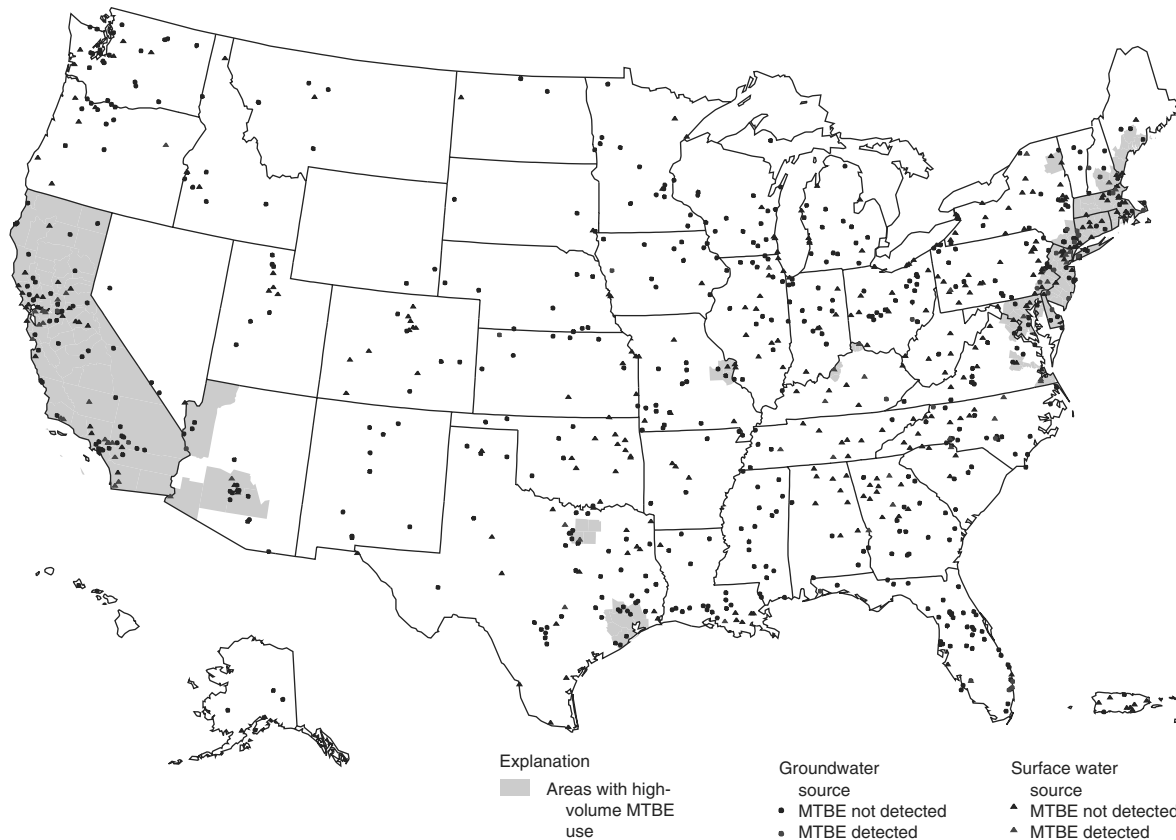 Explanation
Areas with high-
volume MTBE
use
Groundwater
source
MTBE not detected
MTBE detected
Surface water
source
MTBE not detected
MTBE detected